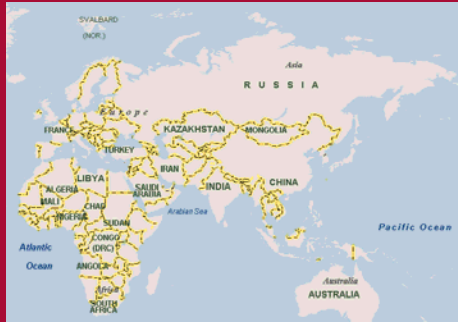 SVALBARD
(NOR.)
Asia
RUSSIA
Europe
FRANCE
KAZAKHSTAN
MONGOLIA
TURKEY
IRAN
CHINA
LIBYA
ALGERIA
SAUDI
ARABIA
INDIA
MALI
CHAD
NIGERIA
SUDAN
Arabian Sea
Pacific Ocean
CONGO
(DRC)
Atlantic
Ocean
ANGOLA
Africa
SOUTH
AFRICA
Australia
AUSTRALIA